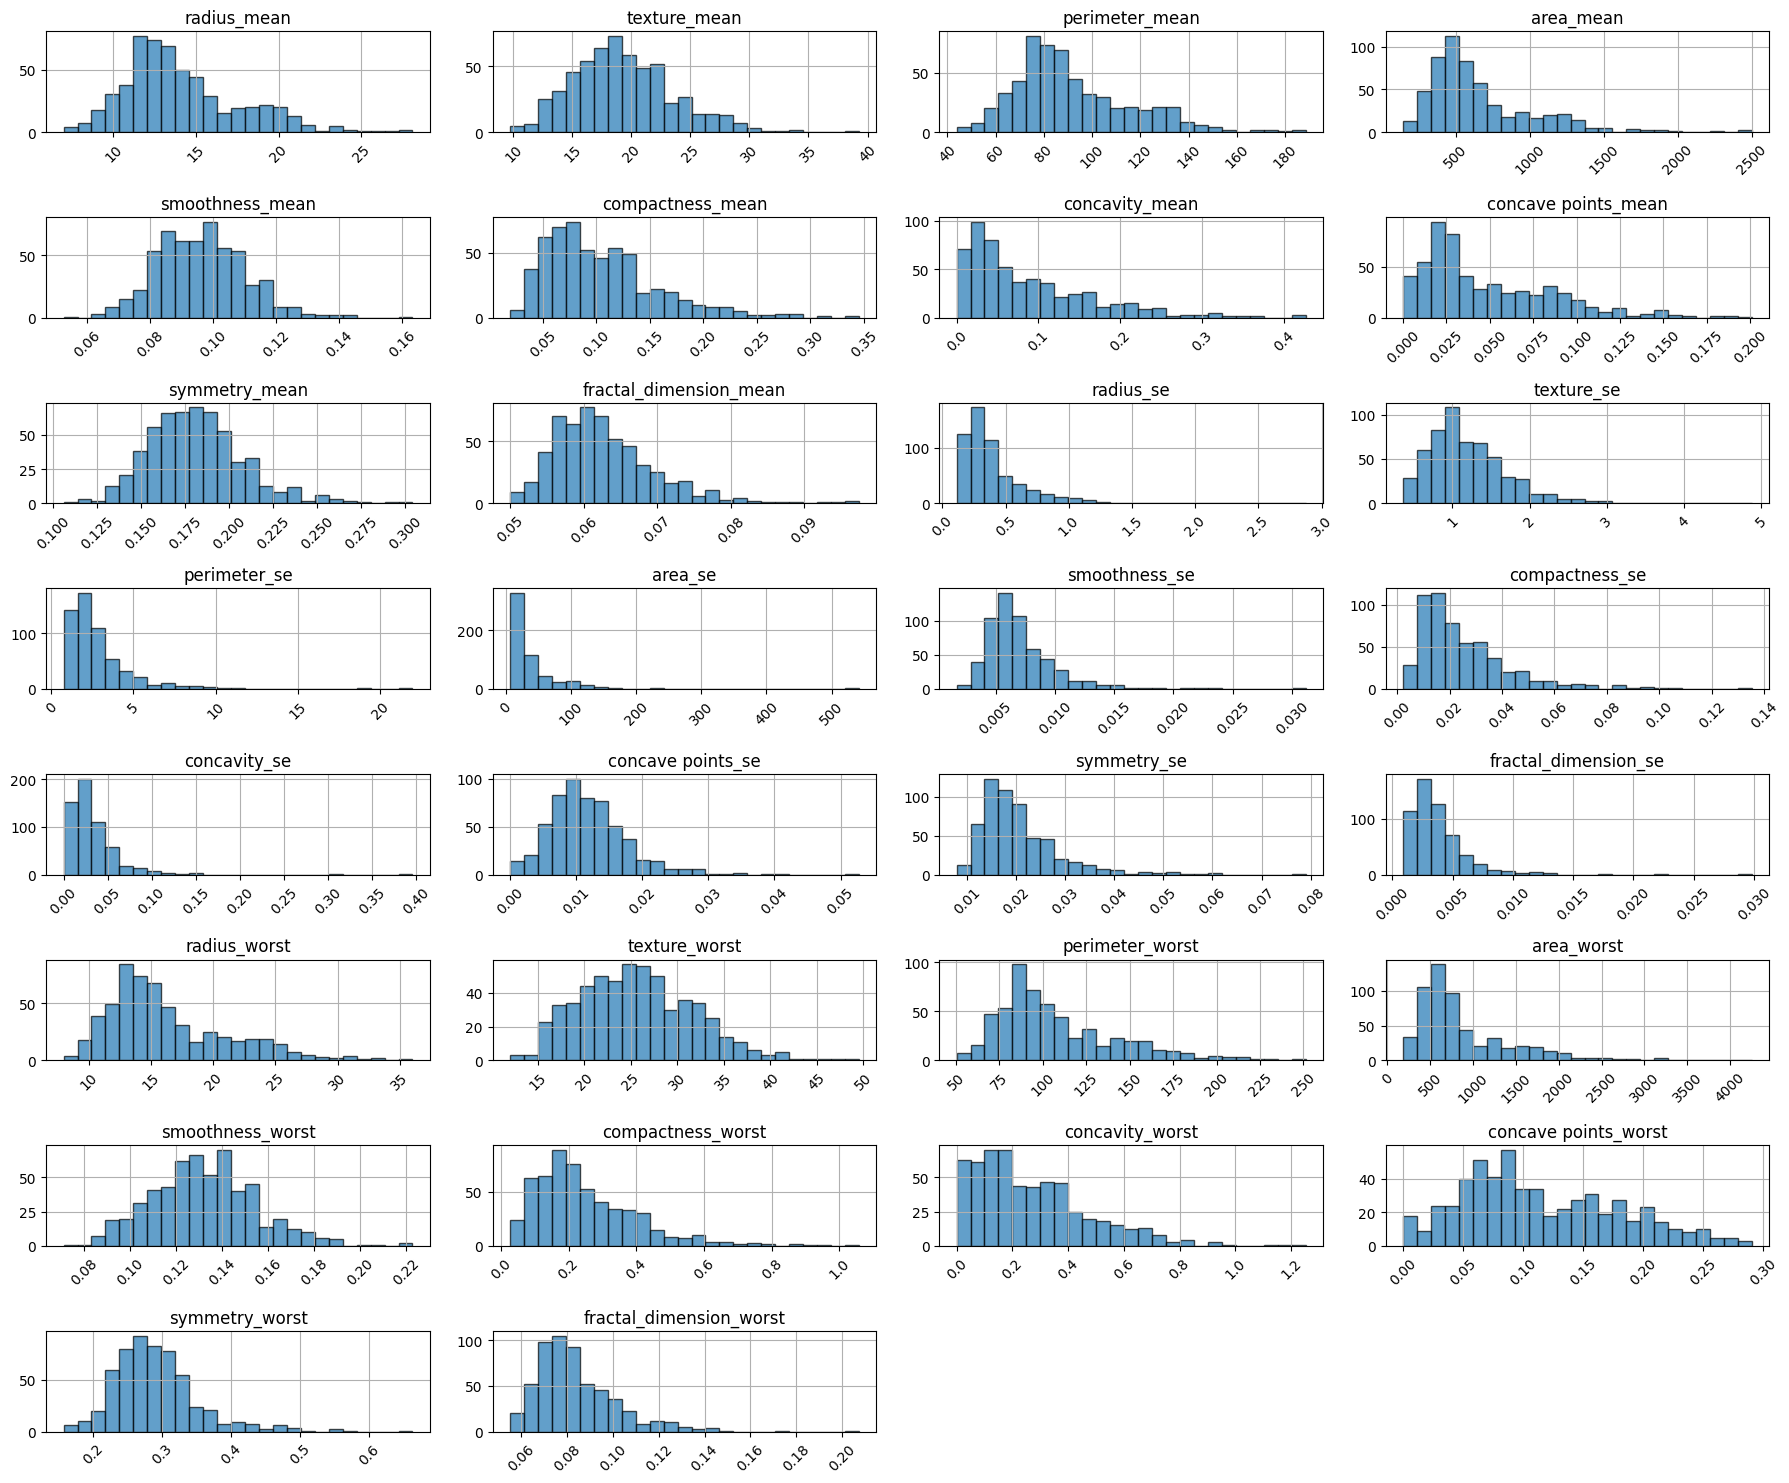 radius_mean texture_mean perimeter_mean area_mean
50 0 50 0 50 0 100 50 0
10 15 20 25 10 15 20 25 30 35 40 40 60 80 100 120 140 160 180 500 1000 1500 2000 2500
smoothness_mean compactness_mean concavity_mean concave points_mean
50 0 50 0 100 50 0 50 0
0.06 0.08 0.10 0.12 0.14 0.16 0.05 0.10 0.15 0.20 0.25 0.30 0.35 0.0 0.1 0.2 0.3 0.4 0.000 0.025 0.050 0.075 0.100 0.125 0.150 0.175 0.200
symmetry_mean fractal_dimension_mean radius_se texture_se
50 25 0 50 0 100 0 100 50 0
0.100 0.125 0.150 0.175 0.200 0.225 0.250 0.275 0.300 0.05 0.06 0.07 0.08 0.09 0.0 0.5 1.0 1.5 2.0 2.5 3.0 1 2 3 4 5
perimeter_se area_se smoothness_se compactness_se
100 0 200 0 100 50 0 100 50 0
0 5 10 15 20 0 100 200 300 400 500 0.005 0.010 0.015 0.020 0.025 0.030 0.00 0.02 0.04 0.06 0.08 0.10 0.12 0.14
concavity_se concave points_se symmetry_se fractal_dimension_se
200 100 0 100 50 0 100 50 0 100 0
0.00 0.05 0.10 0.15 0.20 0.25 0.30 0.35 0.40 0.00 0.01 0.02 0.03 0.04 0.05 0.01 0.02 0.03 0.04 0.05 0.06 0.07 0.08 0.000 0.005 0.010 0.015 0.020 0.025 0.030
radius_worst texture_worst perimeter_worst area_worst
50 0 40 20 0 100 50 0 100 50 0
10 15 20 25 30 35 15 20 25 30 35 40 45 50 50 75 100 125 150 175 200 225 250 0 500 1000 1500 2000 2500 3000 3500 4000
smoothness_worst compactness_worst concavity_worst concave points_worst
50 25 0 50 0 50 25 0 40 20 0
0.08 0.10 0.12 0.14 0.16 0.18 0.20 0.22 0.0 0.2 0.4 0.6 0.8 1.0 0.0 0.2 0.4 0.6 0.8 1.0 1.2 0.00 0.05 0.10 0.15 0.20 0.25 0.30
symmetry_worst fractal_dimension_worst
50 0 100 50 0
0.2 0.3 0.4 0.5 0.6 0.06 0.08 0.10 0.12 0.14 0.16 0.18 0.20